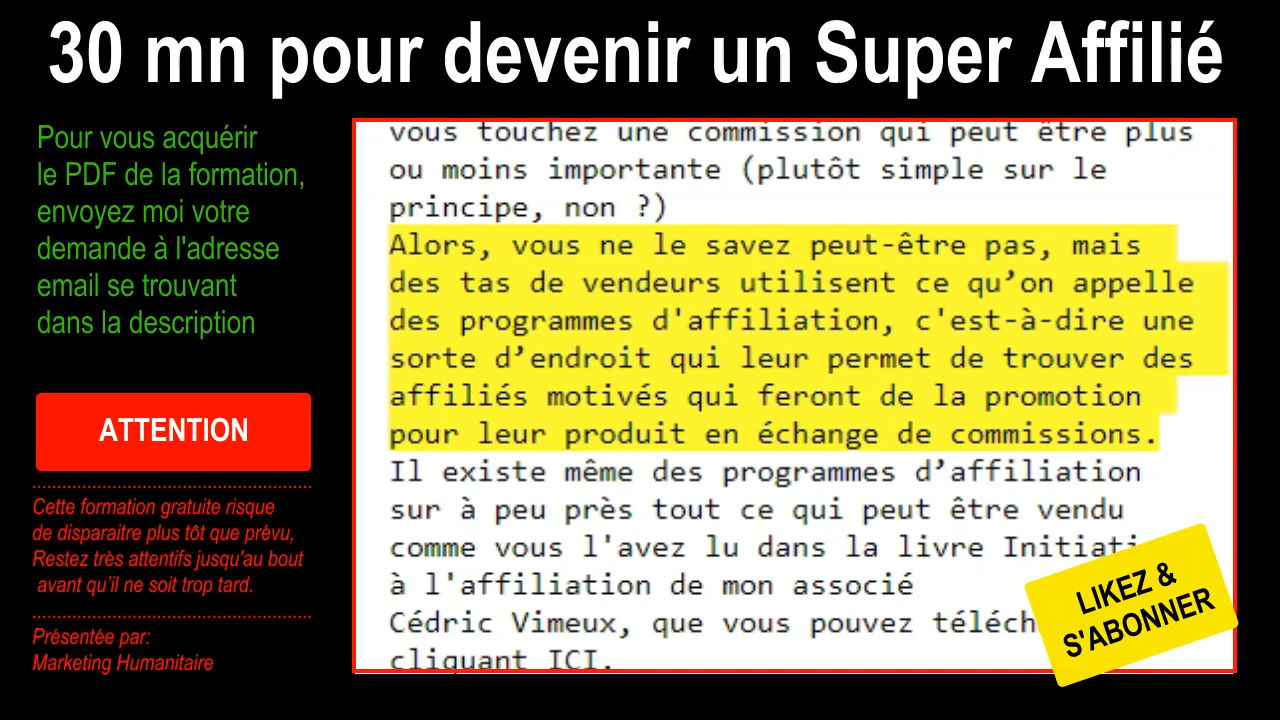 30 mn pour devenir un Super Affilié
Pour vous acquérir
le PDF de la formation,
envoyez moi votre
demande à l'adresse
email se trouvant
dans la description
ATTENTION
Cette formation gratuite risque
de disparaitre plus tôt que prévu,
Restez très attentifs jusqu'au bout
avant qu’il ne soit trop tard.
Présentée par:
Marketing Humanitaire
vous touchez une commission qui peut être plus
ou moins importante (plutôt simple sur le
principe, non ?)
Alors, vous ne le savez peut-être pas, mais
des tas de vendeurs utilisent ce qu’on appelle
des programmes d'affiliation, c'est-à-dire une
sorte d’endroit qui leur permet de trouver des
affiliés motivés qui feront de la promotion
pour leur produit en échange de commissions.
Il existe même des programmes d’affiliation
sur à peu près tout ce qui peut être vendu
comme vous l'avez lu dans la livre
à l'affiliation de mon associé
Cédric Vimeux, que vous pouvez
cliquant ICI.
LIKEZ &
S'ABONNER